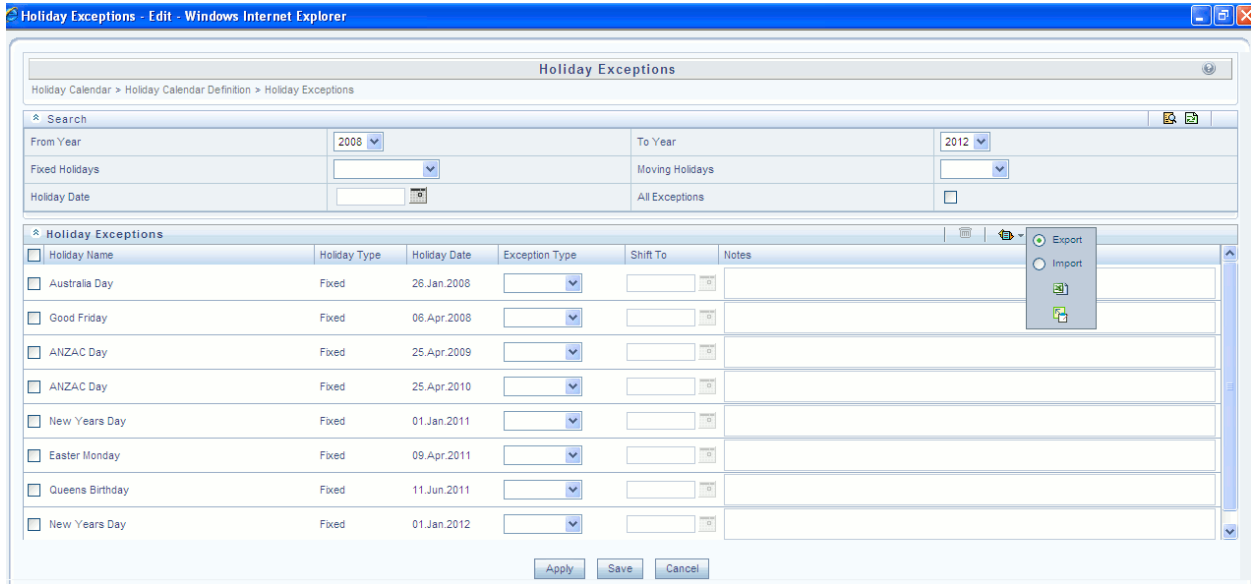 Holiday Exceptions - Edit - Windows Internet Explorer
Holiday Exceptions
Holiday Calendar > Holiday Calendar Definition > Holiday Exceptions
Search
From Year 2008 To Year 2012
Fixed Holidays Moving Holidays
Holiday Date All Exceptions
Holiday Exceptions
Export
Import
Holiday Name Holiday Type Holiday Date Exception Type Shift To Notes
Australia Day Fixed 26.Jan.2008
Good Friday Fixed 06.Apr.2008
ANZAC Day Fixed 25.Apr.2009
ANZAC Day Fixed 25.Apr.2010
New Years Day Fixed 01.Jan.2011
Easter Monday Fixed 09.Apr.2011
Queens Birthday Fixed 11.Jun.2011
New Years Day Fixed 01.Jan.2012
Apply Save Cancel